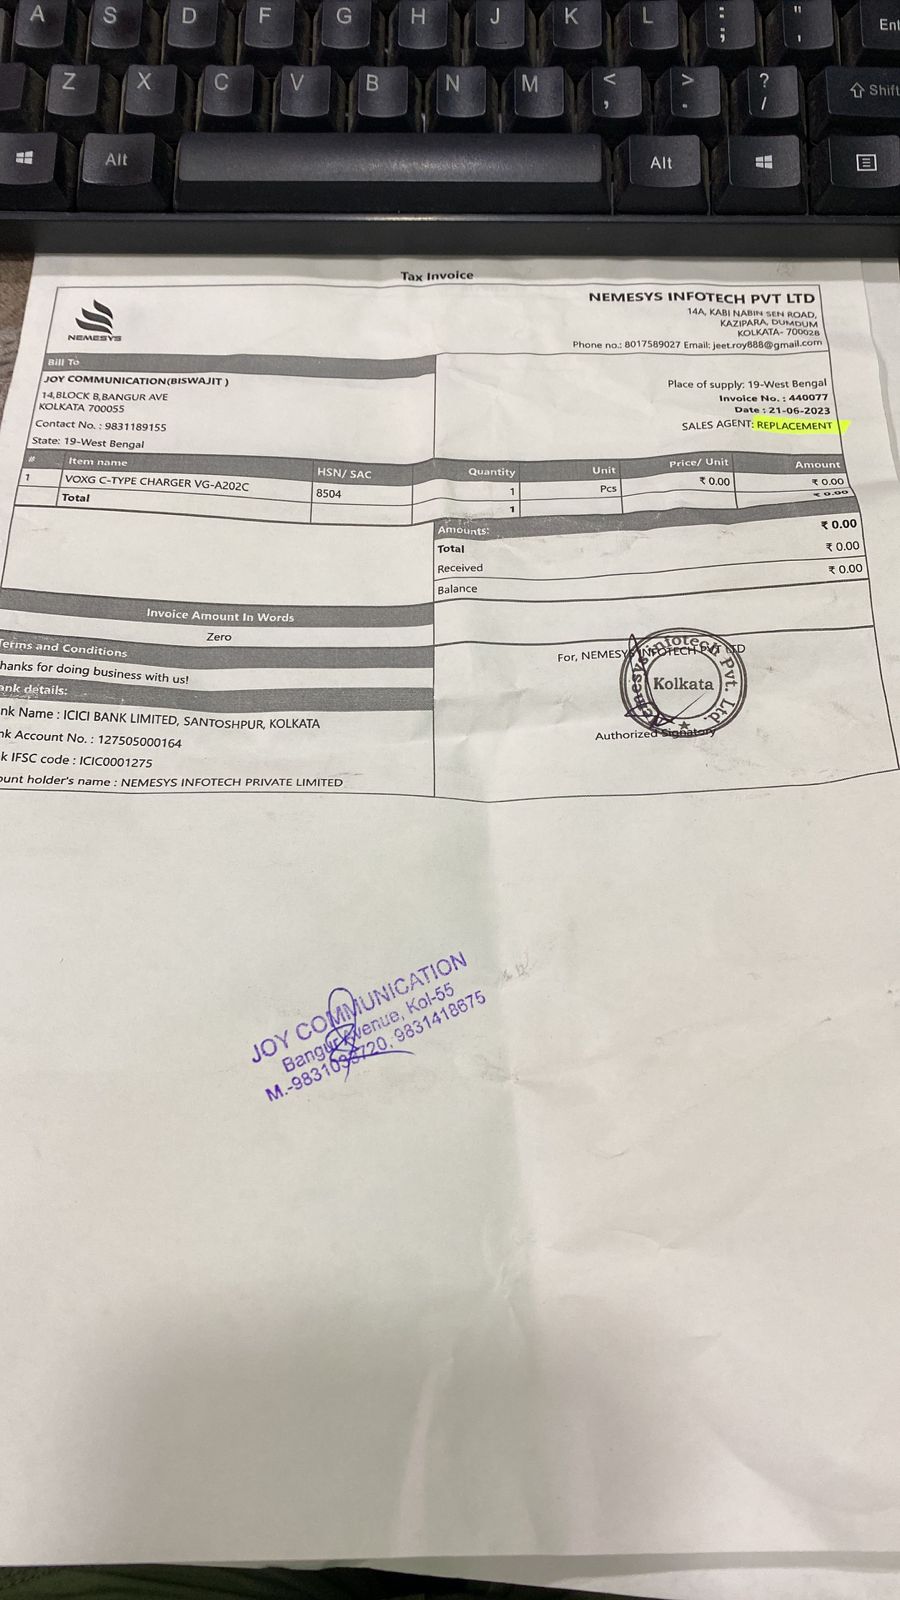 A S D F G H J K L : ; " ' Ent
Z X C V B N M < , > . ? / Shift
Alt Alt
Tax Invoice
NEMESYS
NEMESYS INFOTECH PVT LTD
14A, KABI NABIN SEN ROAD,
KAZIPARA, DUMDUM
KOLKATA- 700028
Phone no.: 8017589027 Email: jeet.roy888@gmail.com
Bill To
JOY COMMUNICATION(BISWAJIT )
14,BLOCK B,BANGUR AVE
KOLKATA 700055
Contact No. : 9831189155
State: 19-West Bengal
Place of supply: 19-West Bengal
Invoice No. : 440077
Date : 21-06-2023
SALES AGENT: REPLACEMENT
# Item name HSN/ SAC Quantity Unit Price/ Unit Amount
1 VOXG C-TYPE CHARGER VG-A202C 8504 1 Pcs ₹ 0.00 ₹ 0.00
Total 1 ₹ 0.00
Amounts:
Total ₹ 0.00
Received ₹ 0.00
Balance ₹ 0.00
Invoice Amount In Words
Zero
Terms and Conditions
hanks for doing business with us!
ank details:
nk Name : ICICI BANK LIMITED, SANTOSHPUR, KOLKATA
nk Account No. : 127505000164
k IFSC code : ICIC0001275
ount holder's name : NEMESYS INFOTECH PRIVATE LIMITED
For, NEMESYS INFOTECH PVT LTD
Nemesys Infotech Pvt. Ltd.
Kolkata
Authorized Signatory
JOY COMMUNICATION
Bangur Avenue, Kol-55
M.- 9831418675